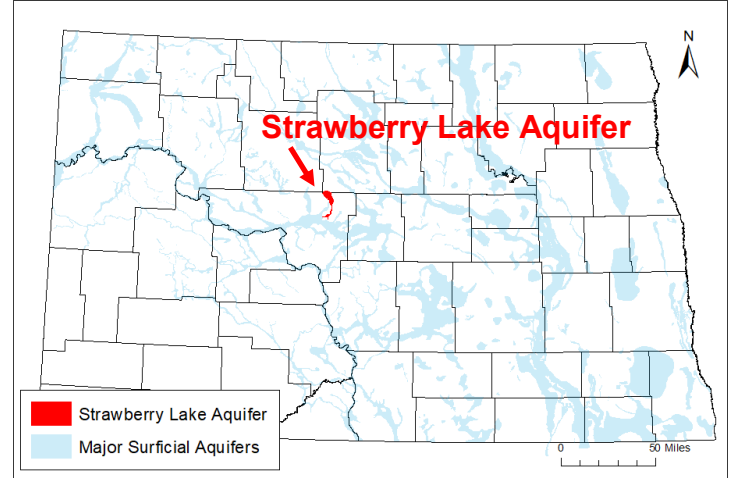 N
Strawberry Lake Aquifer
Strawberry Lake Aquifer
Major Surficial Aquifers
0 50 Miles